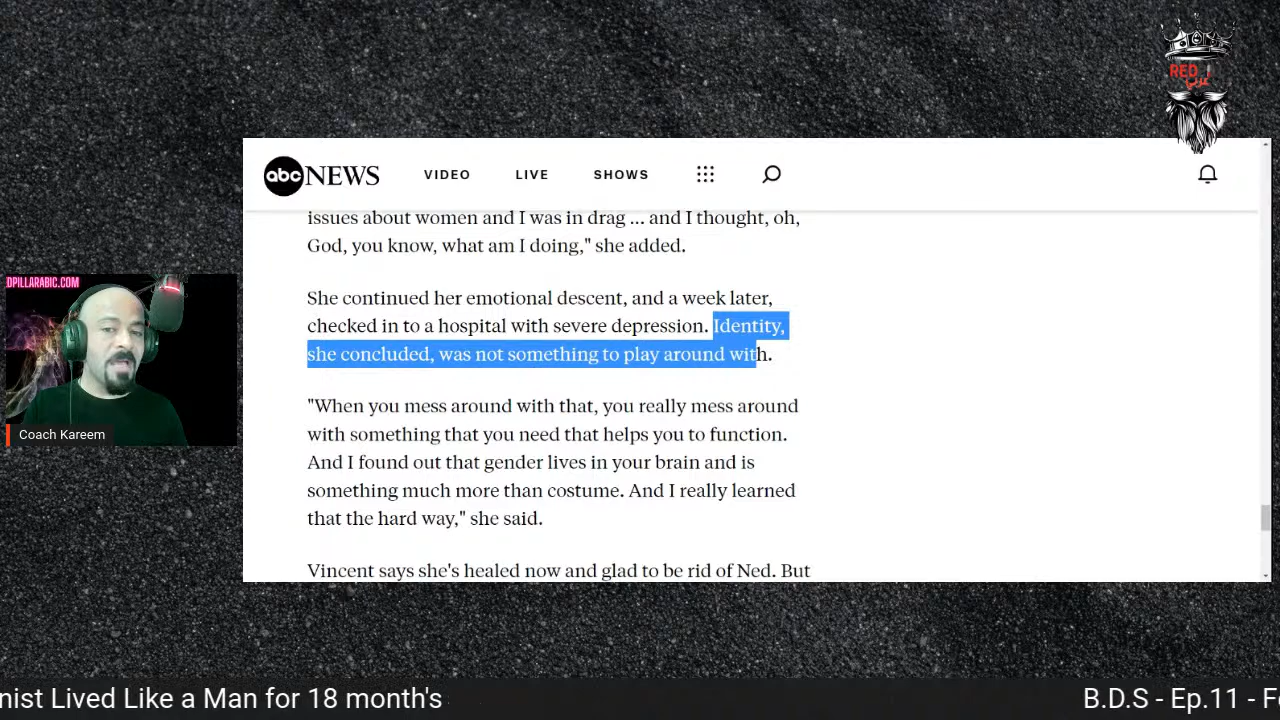 RED
abc NEWS VIDEO LIVE SHOWS
issues about women and I was in drag ... and I thought, oh,
God, you know, what am I doing," she added.
She continued her emotional descent, and a week later,
checked in to a hospital with severe depression. Identity,
she concluded, was not something to play around with.
"When you mess around with that, you really mess around
with something that you need that helps you to function.
And I found out that gender lives in your brain and is
something much more than costume. And I really learned
that the hard way," she said.
Vincent says she's healed now and glad to be rid of Ned. But
DPILLARABIC.COM
Coach Kareem
nist Lived Like a Man for 18 month's
B.D.S - Ep.11 - F